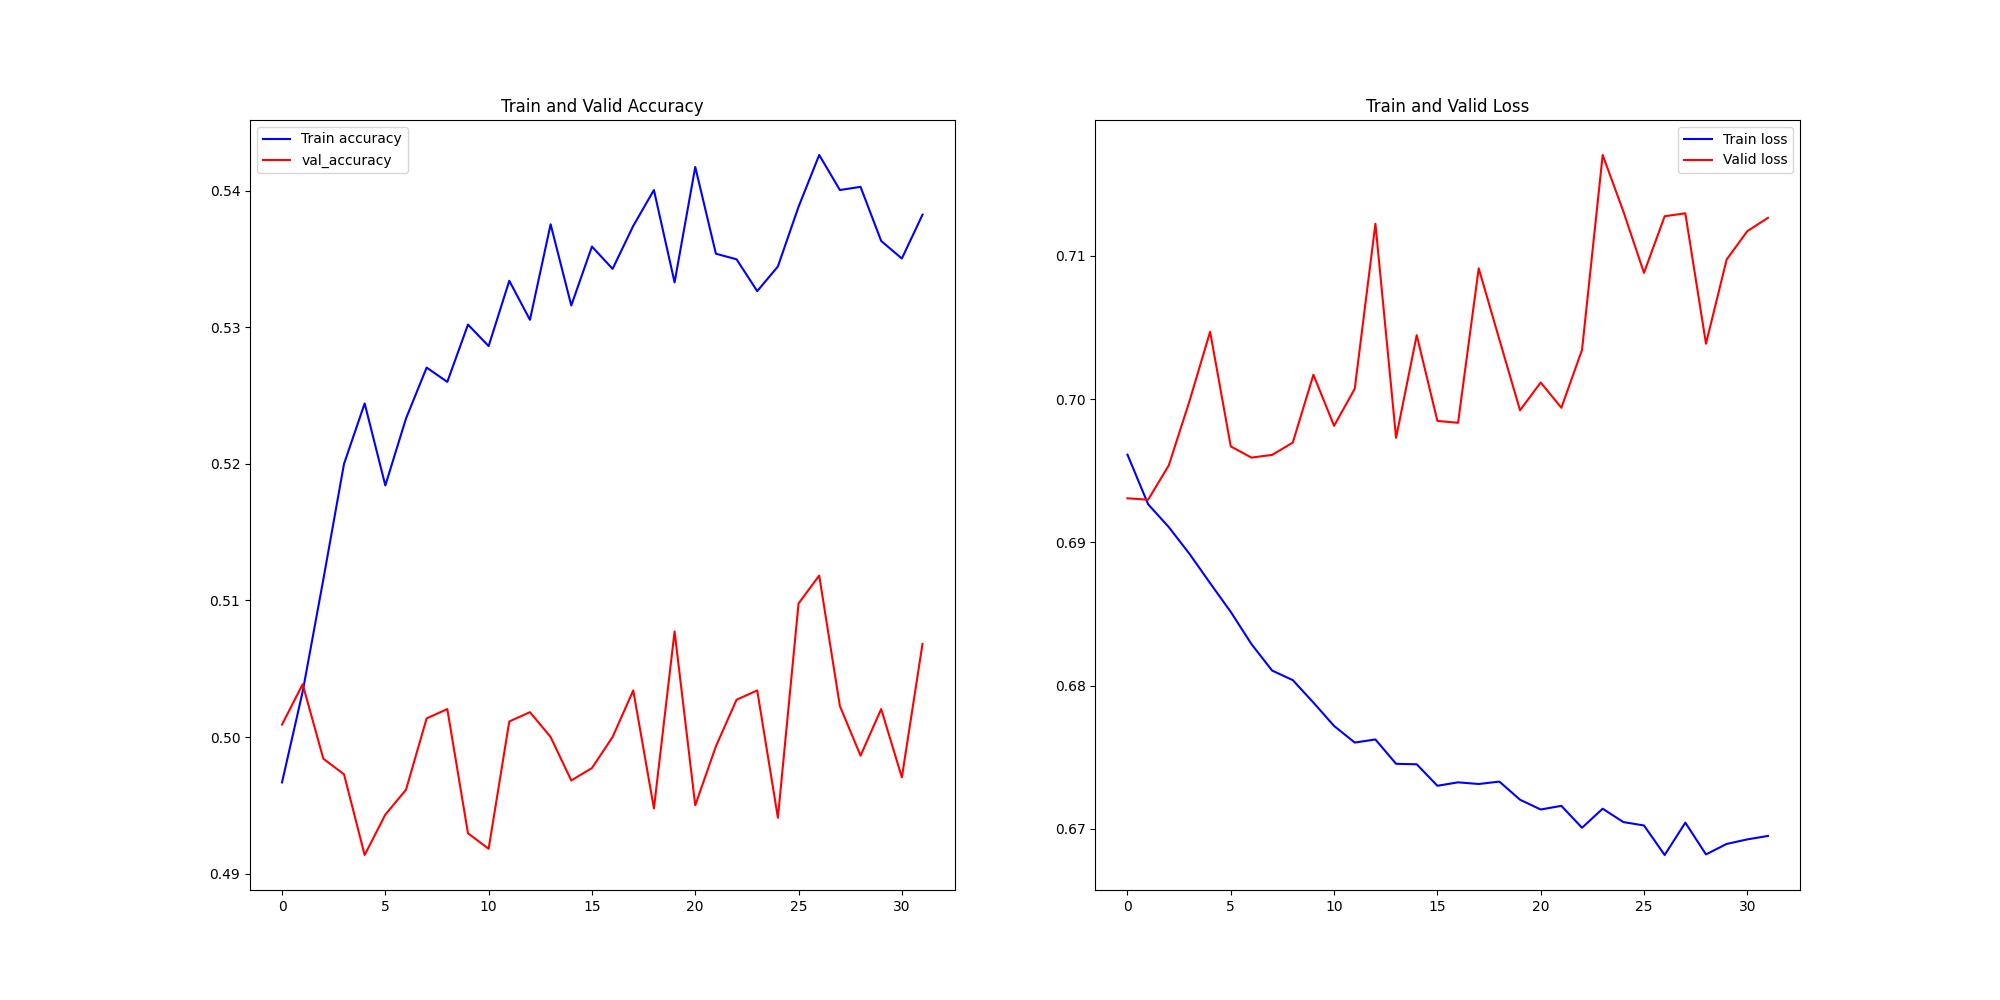 Train and Valid Accuracy
Train accuracy
val_accuracy
0.54
0.53
0.52
0.51
0.50
0.49
0 5 10 15 20 25 30
Train and Valid Loss
Train loss
Valid loss
0.71
0.70
0.69
0.68
0.67
0 5 10 15 20 25 30